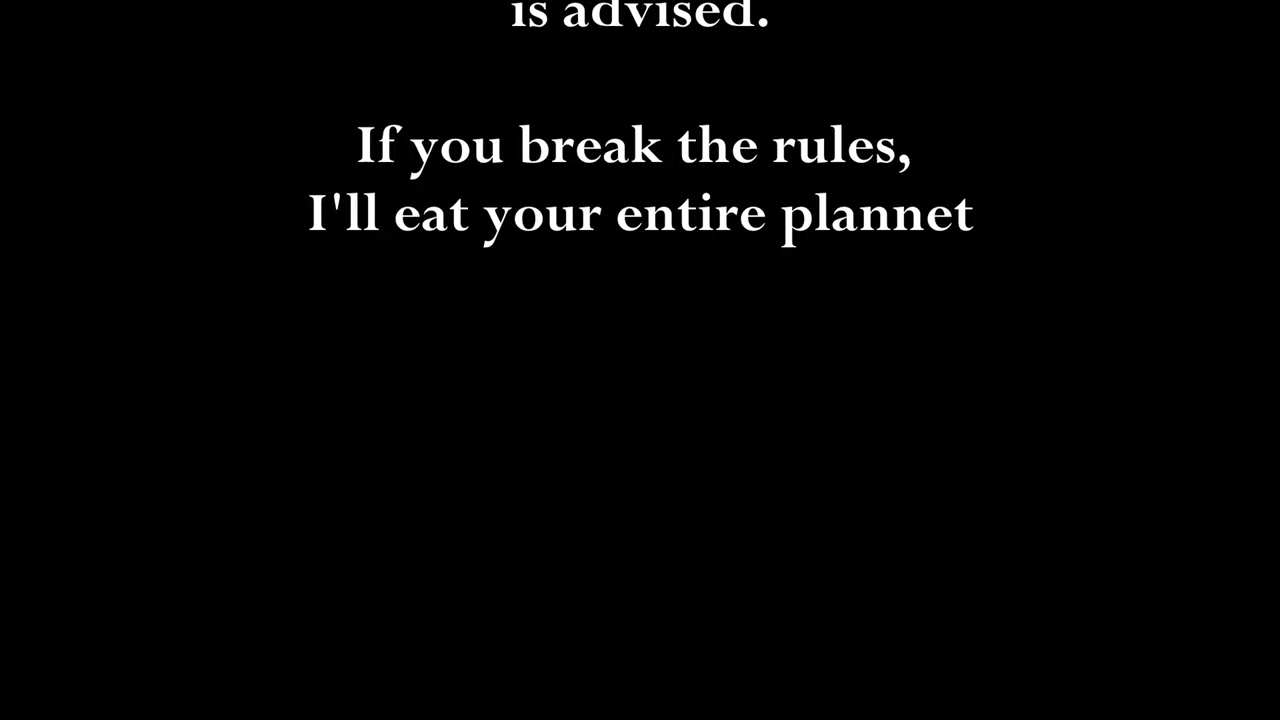 is advised.
If you break the rules,
I'll eat your entire plannet